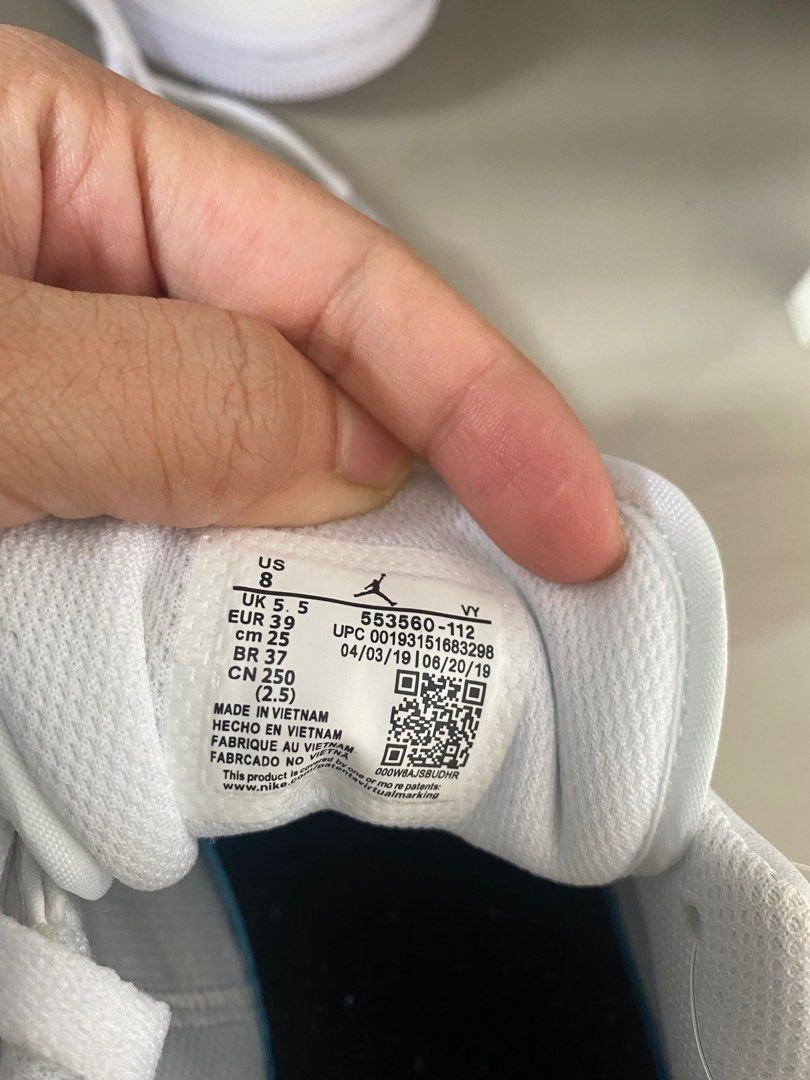 US
8
VY
UK 5.5
EUR 39
cm 25
BR 37
CN 250
(2.5)
553560-112
UPC 00193151683298
04/03/19|06/20/19
MADE IN VIETNAM
HECHO EN VIETNAM
FABRIQUE AU VIETNAM
FABRCADO NO VIETNÃ
000W8AJSBUDHR
This product is covered by one or more patents:
www.nike.com/patentsvirtualmarking